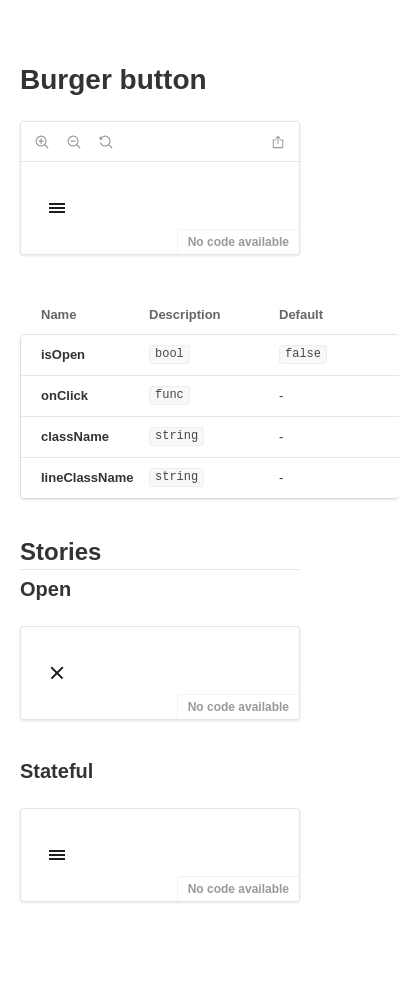 Burger button
No code available
Name Description Default
isOpen bool false
onClick func -
className string -
lineClassName string -
Stories
Open
No code available
Stateful
No code available